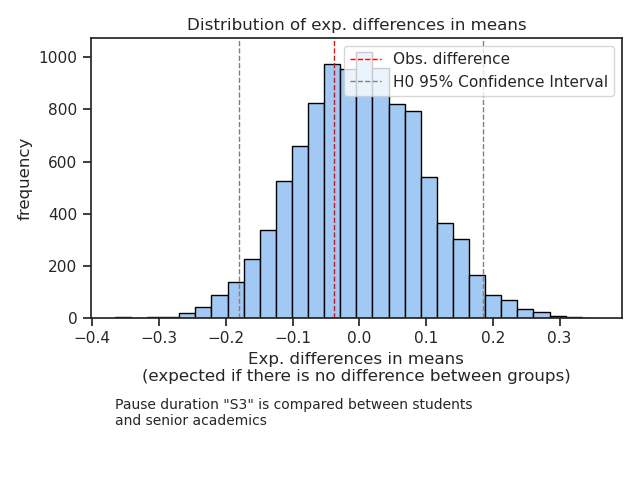 Distribution of exp. differences in means
Obs. difference
H0 95% Confidence Interval
frequency
1000
800
600
400
200
0
−0.4 −0.3 −0.2 −0.1 0.0 0.1 0.2 0.3
Exp. differences in means
(expected if there is no difference between groups)
Pause duration "S3" is compared between students
and senior academics